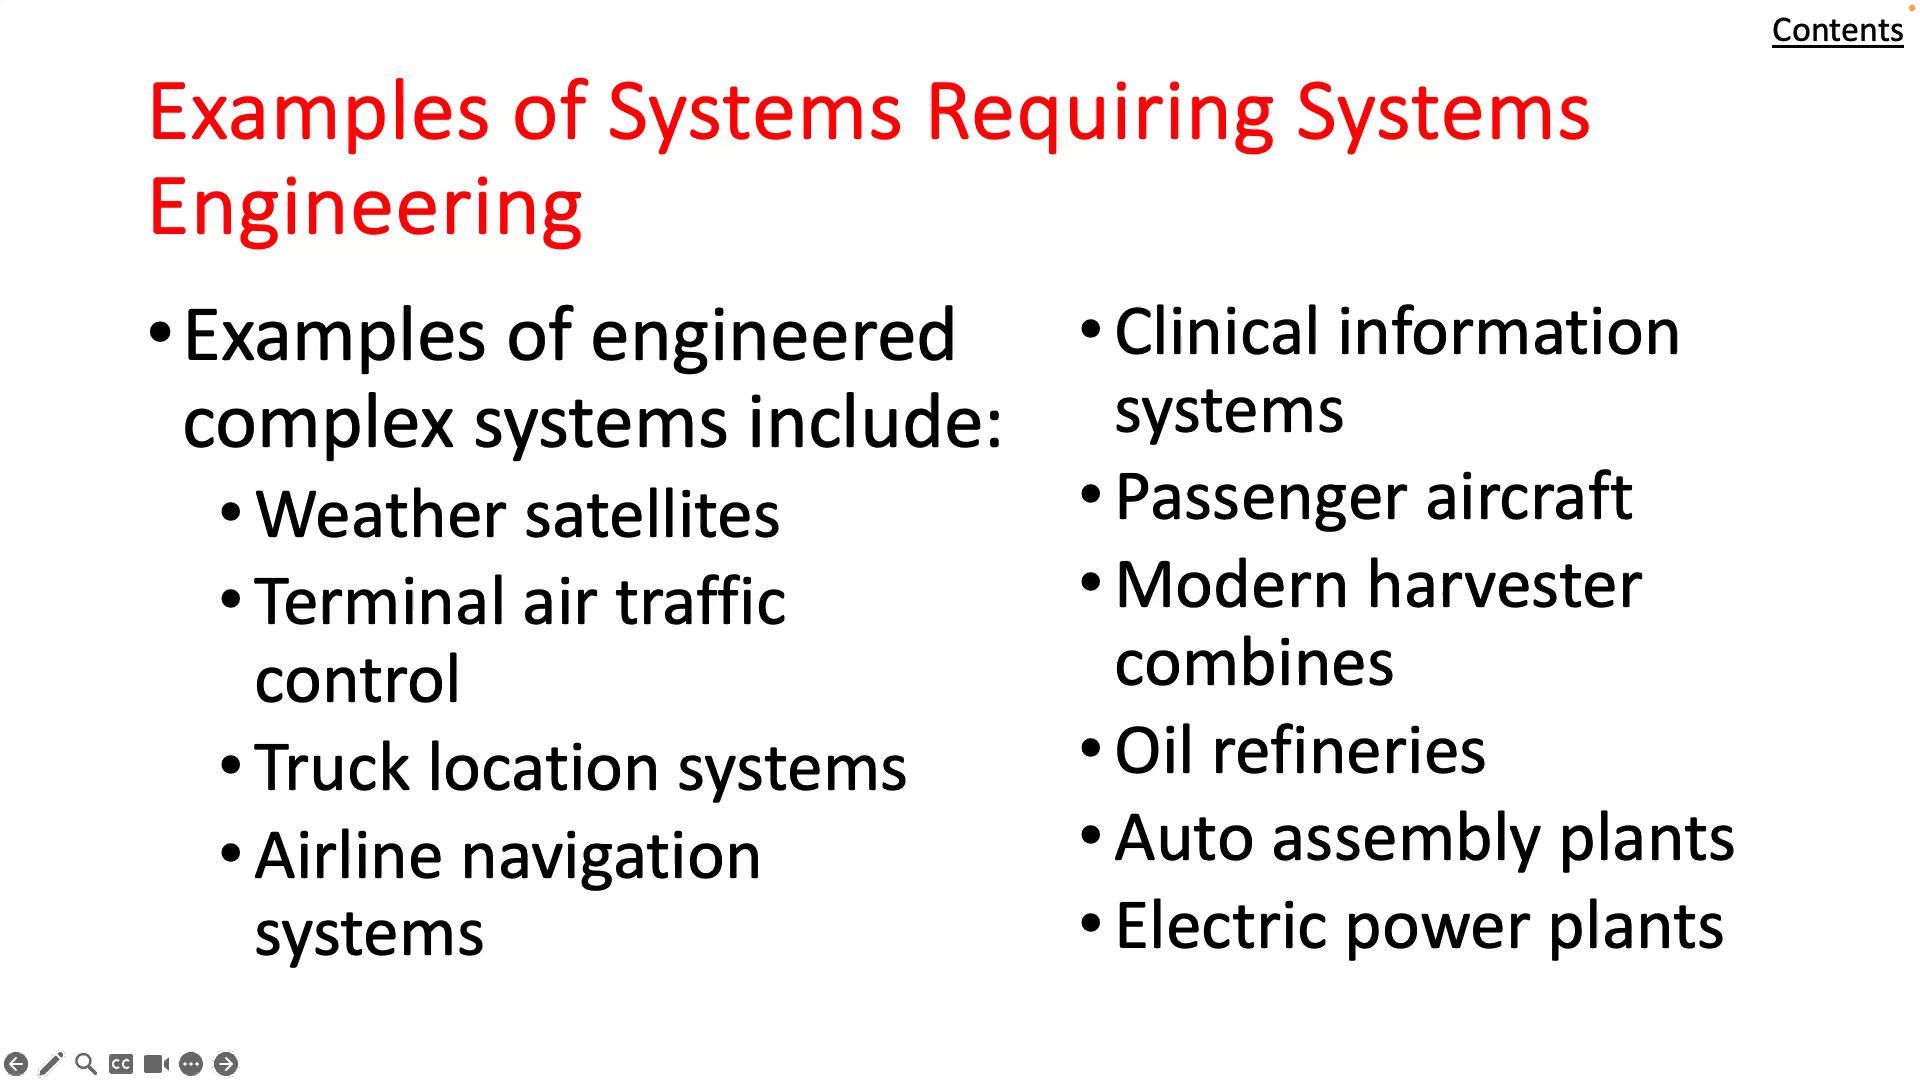 Contents
Examples of Systems Requiring Systems
Engineering
• Examples of engineered
complex systems include:
• Weather satellites
• Terminal air traffic
control
• Truck location systems
• Airline navigation
systems
• Clinical information
systems
• Passenger aircraft
• Modern harvester
combines
• Oil refineries
• Auto assembly plants
• Electric power plants
CC